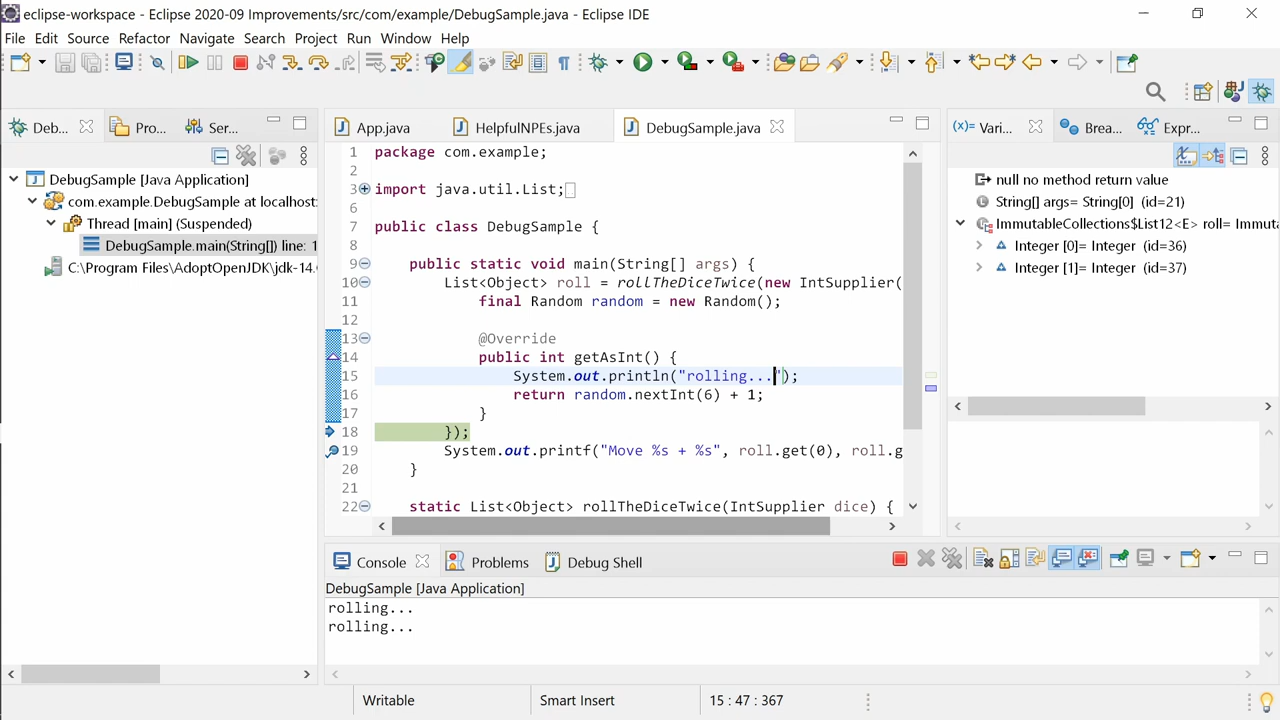 eclipse-workspace - Eclipse 2020-09 Improvements/src/com/example/DebugSample.java - Eclipse IDE
File Edit Source Refactor Navigate Search Project Run Window Help
Deb... Pro... Ser...
DebugSample [Java Application]
com.example.DebugSample at localhost:
Thread [main] (Suspended)
DebugSample.main(String[]) line: 1
C:\Program Files\AdoptOpenJDK\jdk-14.
App.java HelpfulNPEs.java DebugSample.java
1 package com.example;
2
3 import java.util.List;
6
7 public class DebugSample {
8
9 public static void main(String[] args) {
10 List<Object> roll = rollTheDiceTwice(new IntSupplier(
11 final Random random = new Random();
12
13 @Override
14 public int getAsInt() {
15 System.out.println("rolling...");
16 return random.nextInt(6) + 1;
17 }
18 });
19 System.out.printf("Move %s + %s", roll.get(0), roll.g
20 }
21
22 static List<Object> rollTheDiceTwice(IntSupplier dice) {
(x)= Vari... Brea... Expr...
null no method return value
String[] args= String[0] (id=21)
ImmutableCollections$List12<E> roll= Immuta
Integer [0]= Integer (id=36)
Integer [1]= Integer (id=37)
Console Problems Debug Shell
DebugSample [Java Application]
rolling...
rolling...
Writable Smart Insert 15 : 47 : 367